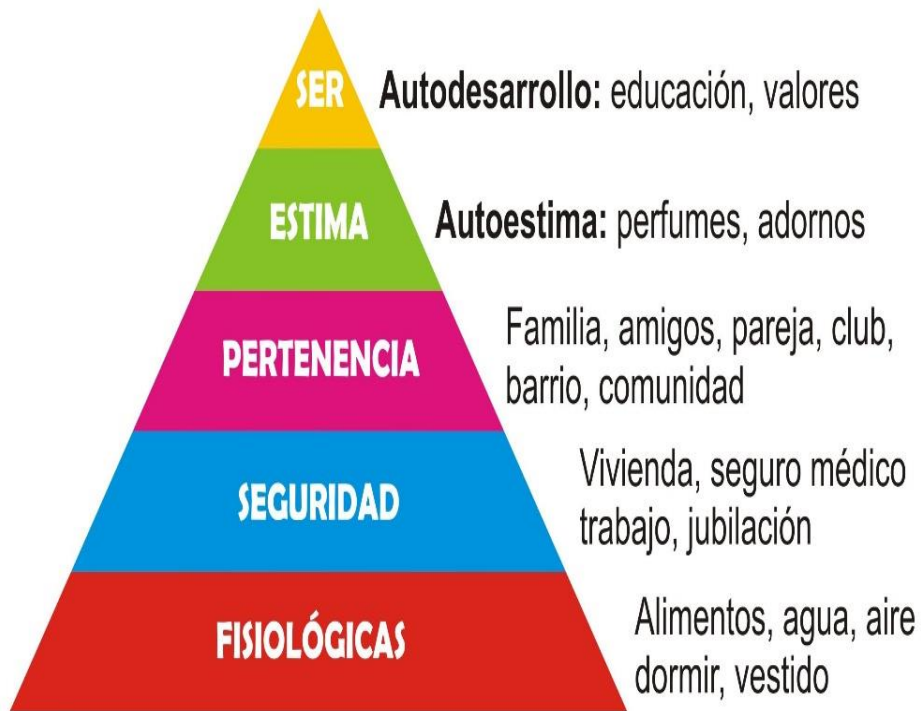 SER
Autodesarrollo: educación, valores
ESTIMA
Autoestima: perfumes, adornos
PERTENENCIA
Familia, amigos, pareja, club,
barrio, comunidad
SEGURIDAD
Vivienda, seguro médico
trabajo, jubilación
FISIOLÓGICAS
Alimentos, agua, aire
dormir, vestido